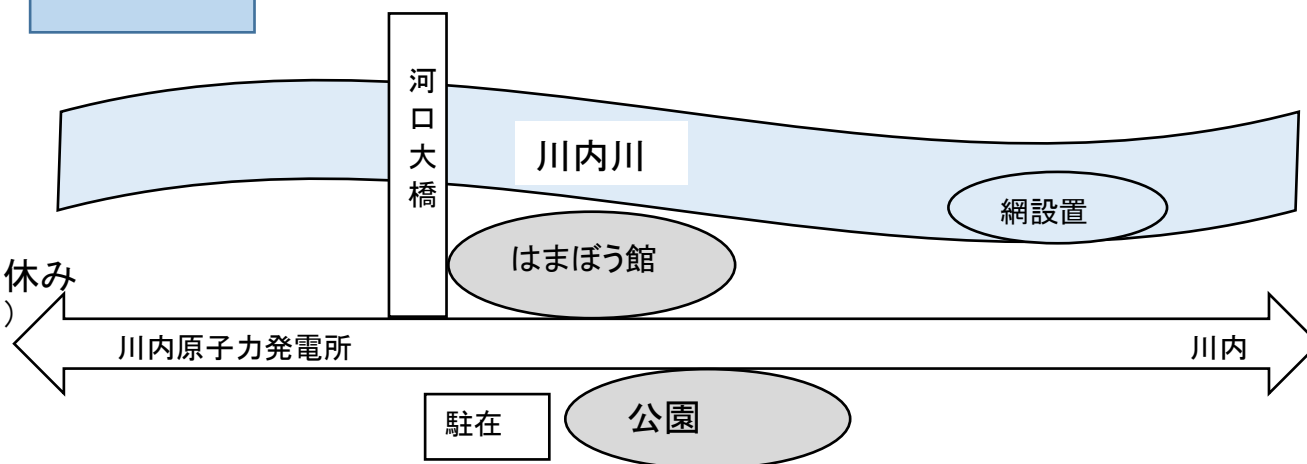 河口大橋
川内川
網設置
はまぼう館
休み
）
川内原子力発電所
川内
駐在
公園